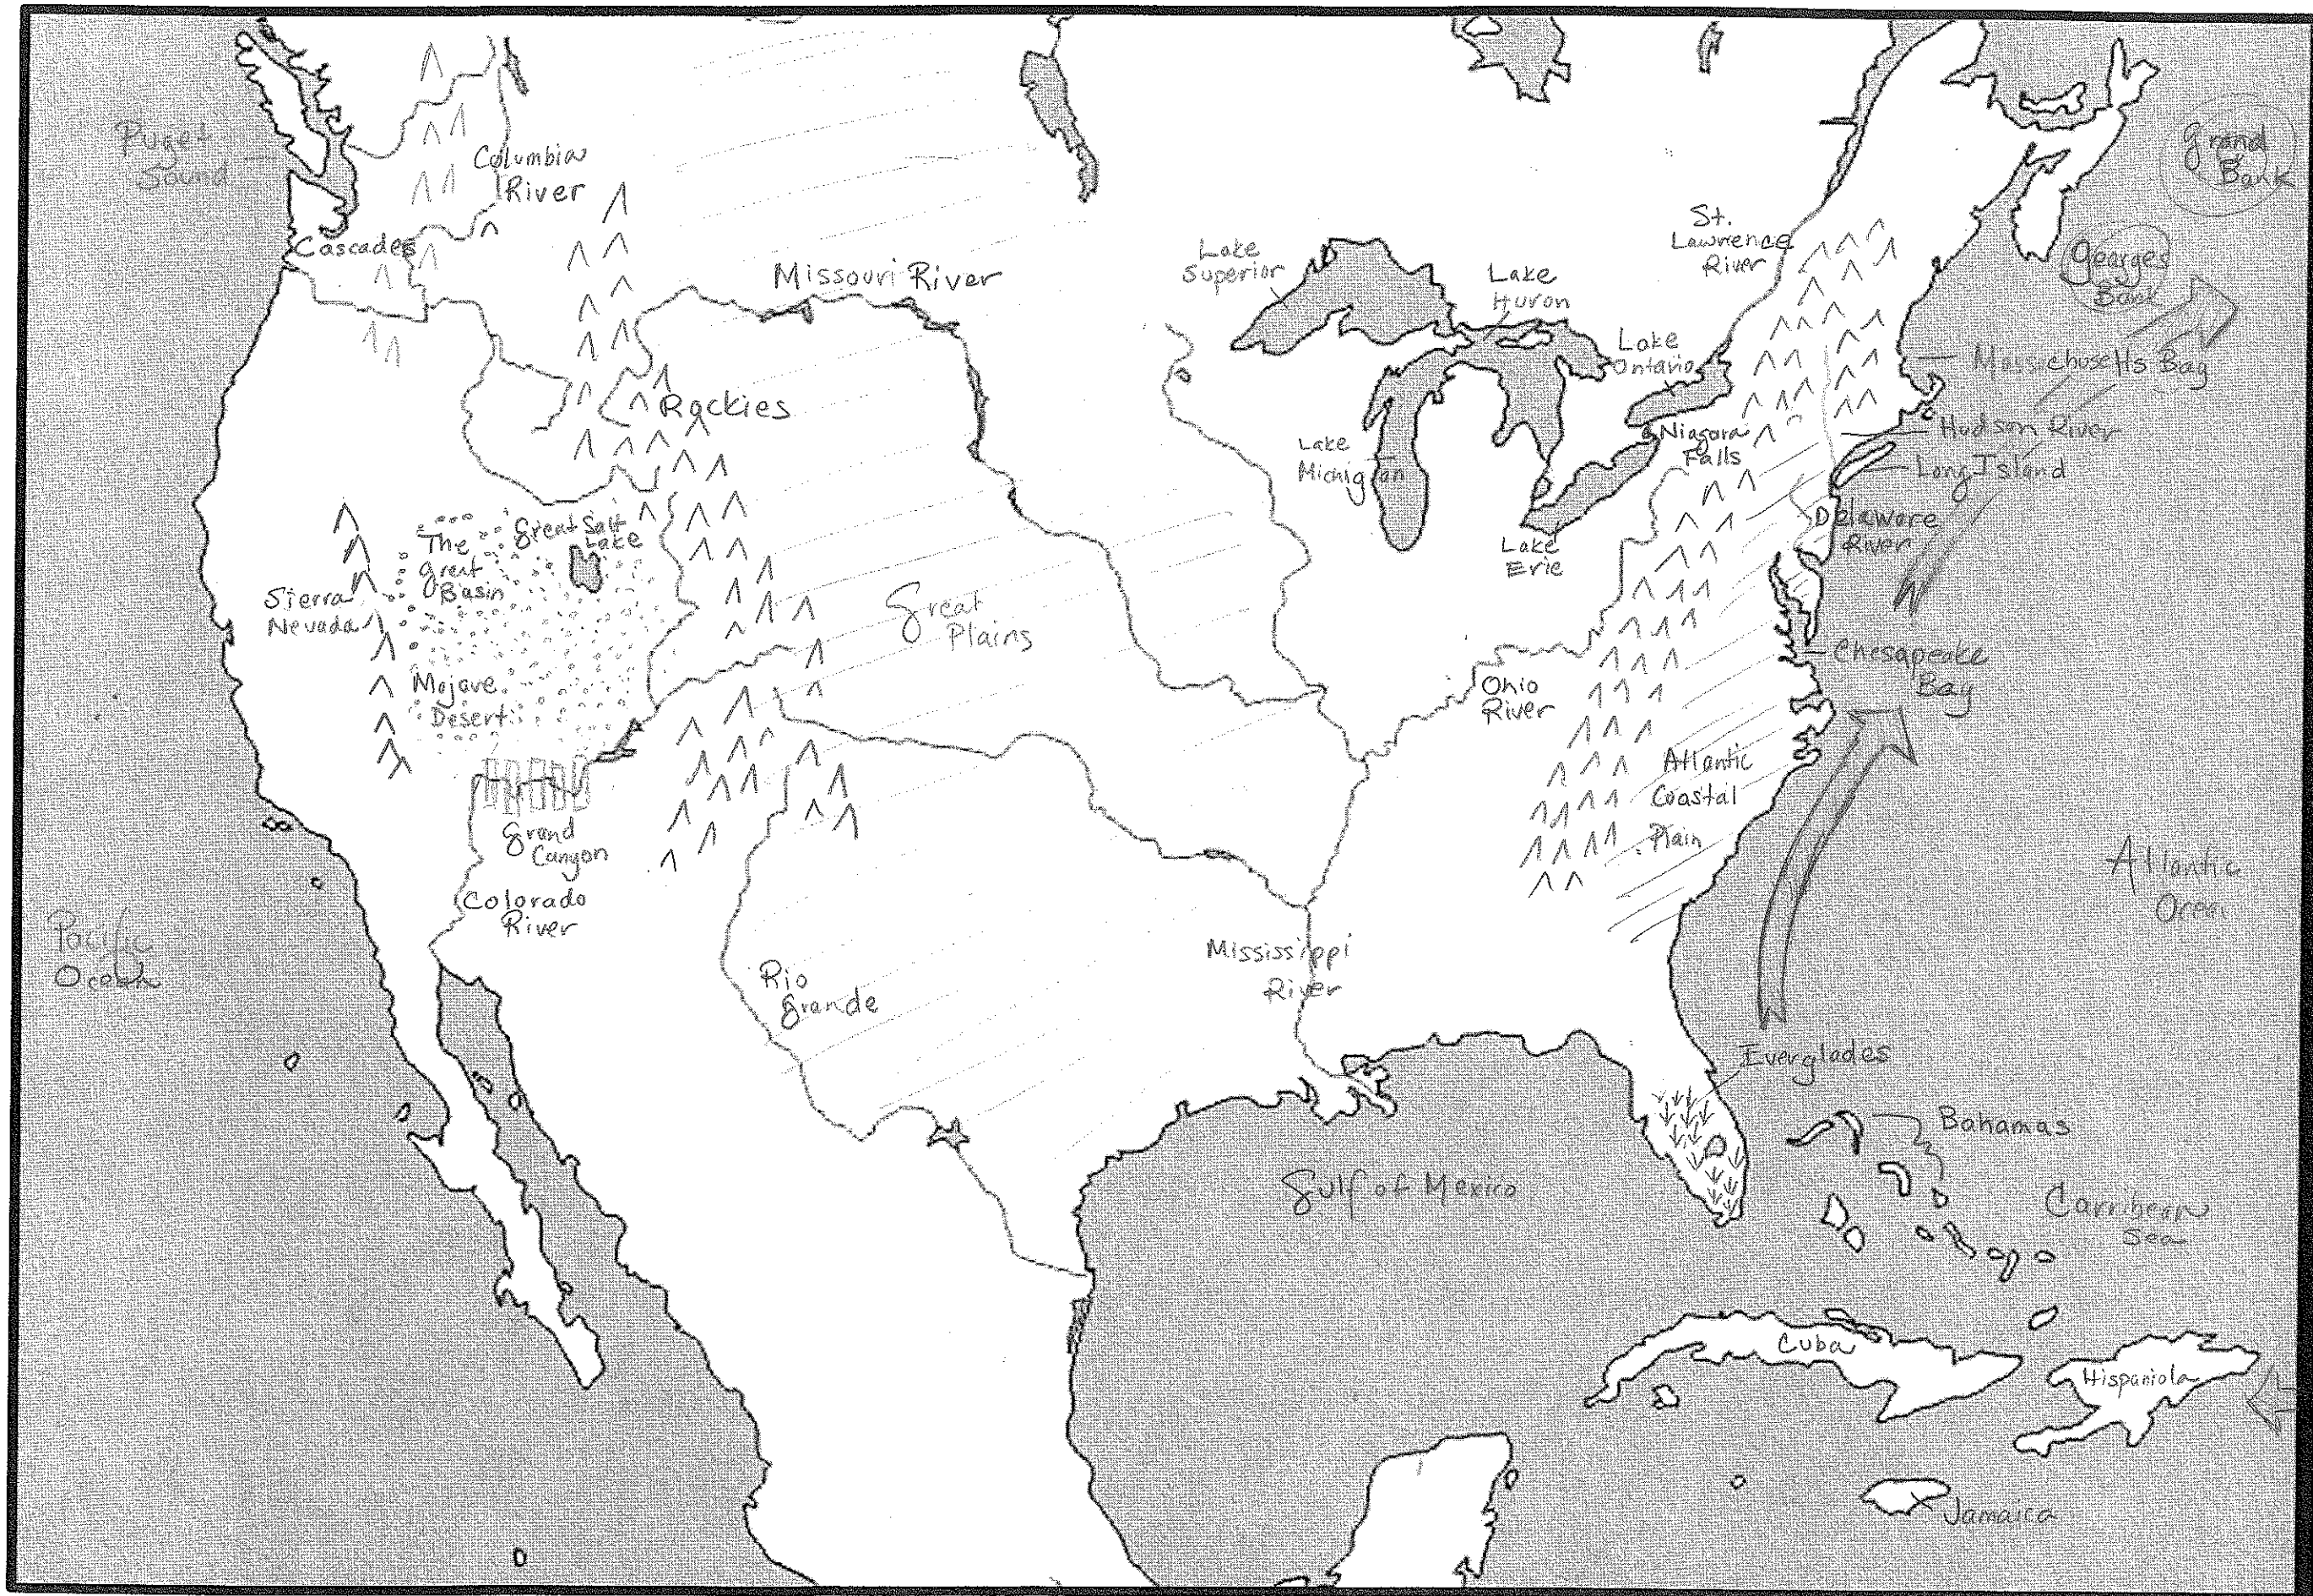 Puget
Sound
Columbia
River
Cascades
Missouri River
Rockies
Great Salt
Lake
The
Great
Basin
Sierra
Nevada
Mojave
Desert
Grand
Canyon
Colorado
River
Pacific
Ocean
Great
Plains
Rio
Grande
Lake
Superior
Lake
Huron
Lake
Ontario
Lake
Michigan
Niagara
Falls
Lake
Erie
St.
Lawrence
River
Grand
Bank
Georges
Bank
Massichusetts Bay
Hudson River
Long Island
Delaware
River
Chesapeake
Bay
Ohio
River
Atlantic
Coastal
Plain
Mississippi
River
Atlantic
Ocean
Everglades
Bahamas
Gulf of Mexico
Carribean
Sea
Cuba
Hispaniola
Jamaica